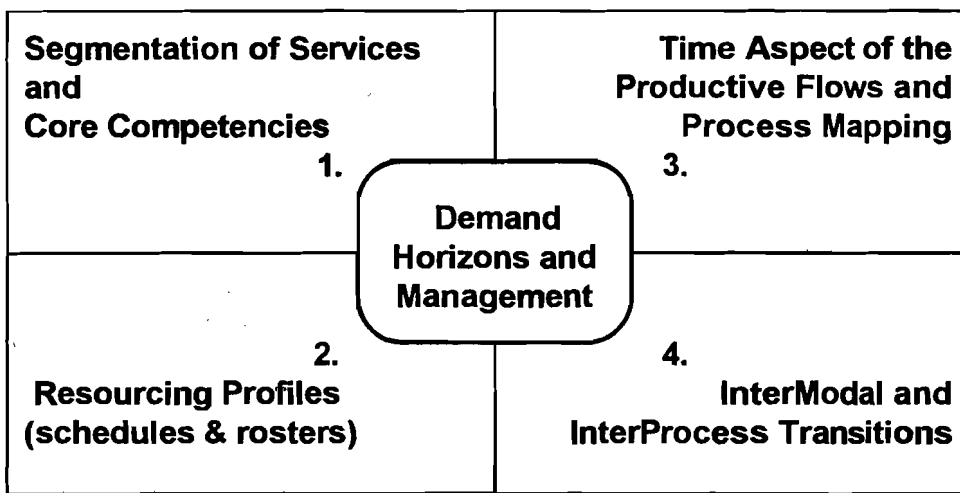 Segmentation of Services
and
Core Competencies
1.
Time Aspect of the
Productive Flows and
Process Mapping
3.
Demand
Horizons and
Management
2.
Resourcing Profiles
(schedules & rosters)
4.
InterModal and
InterProcess Transitions